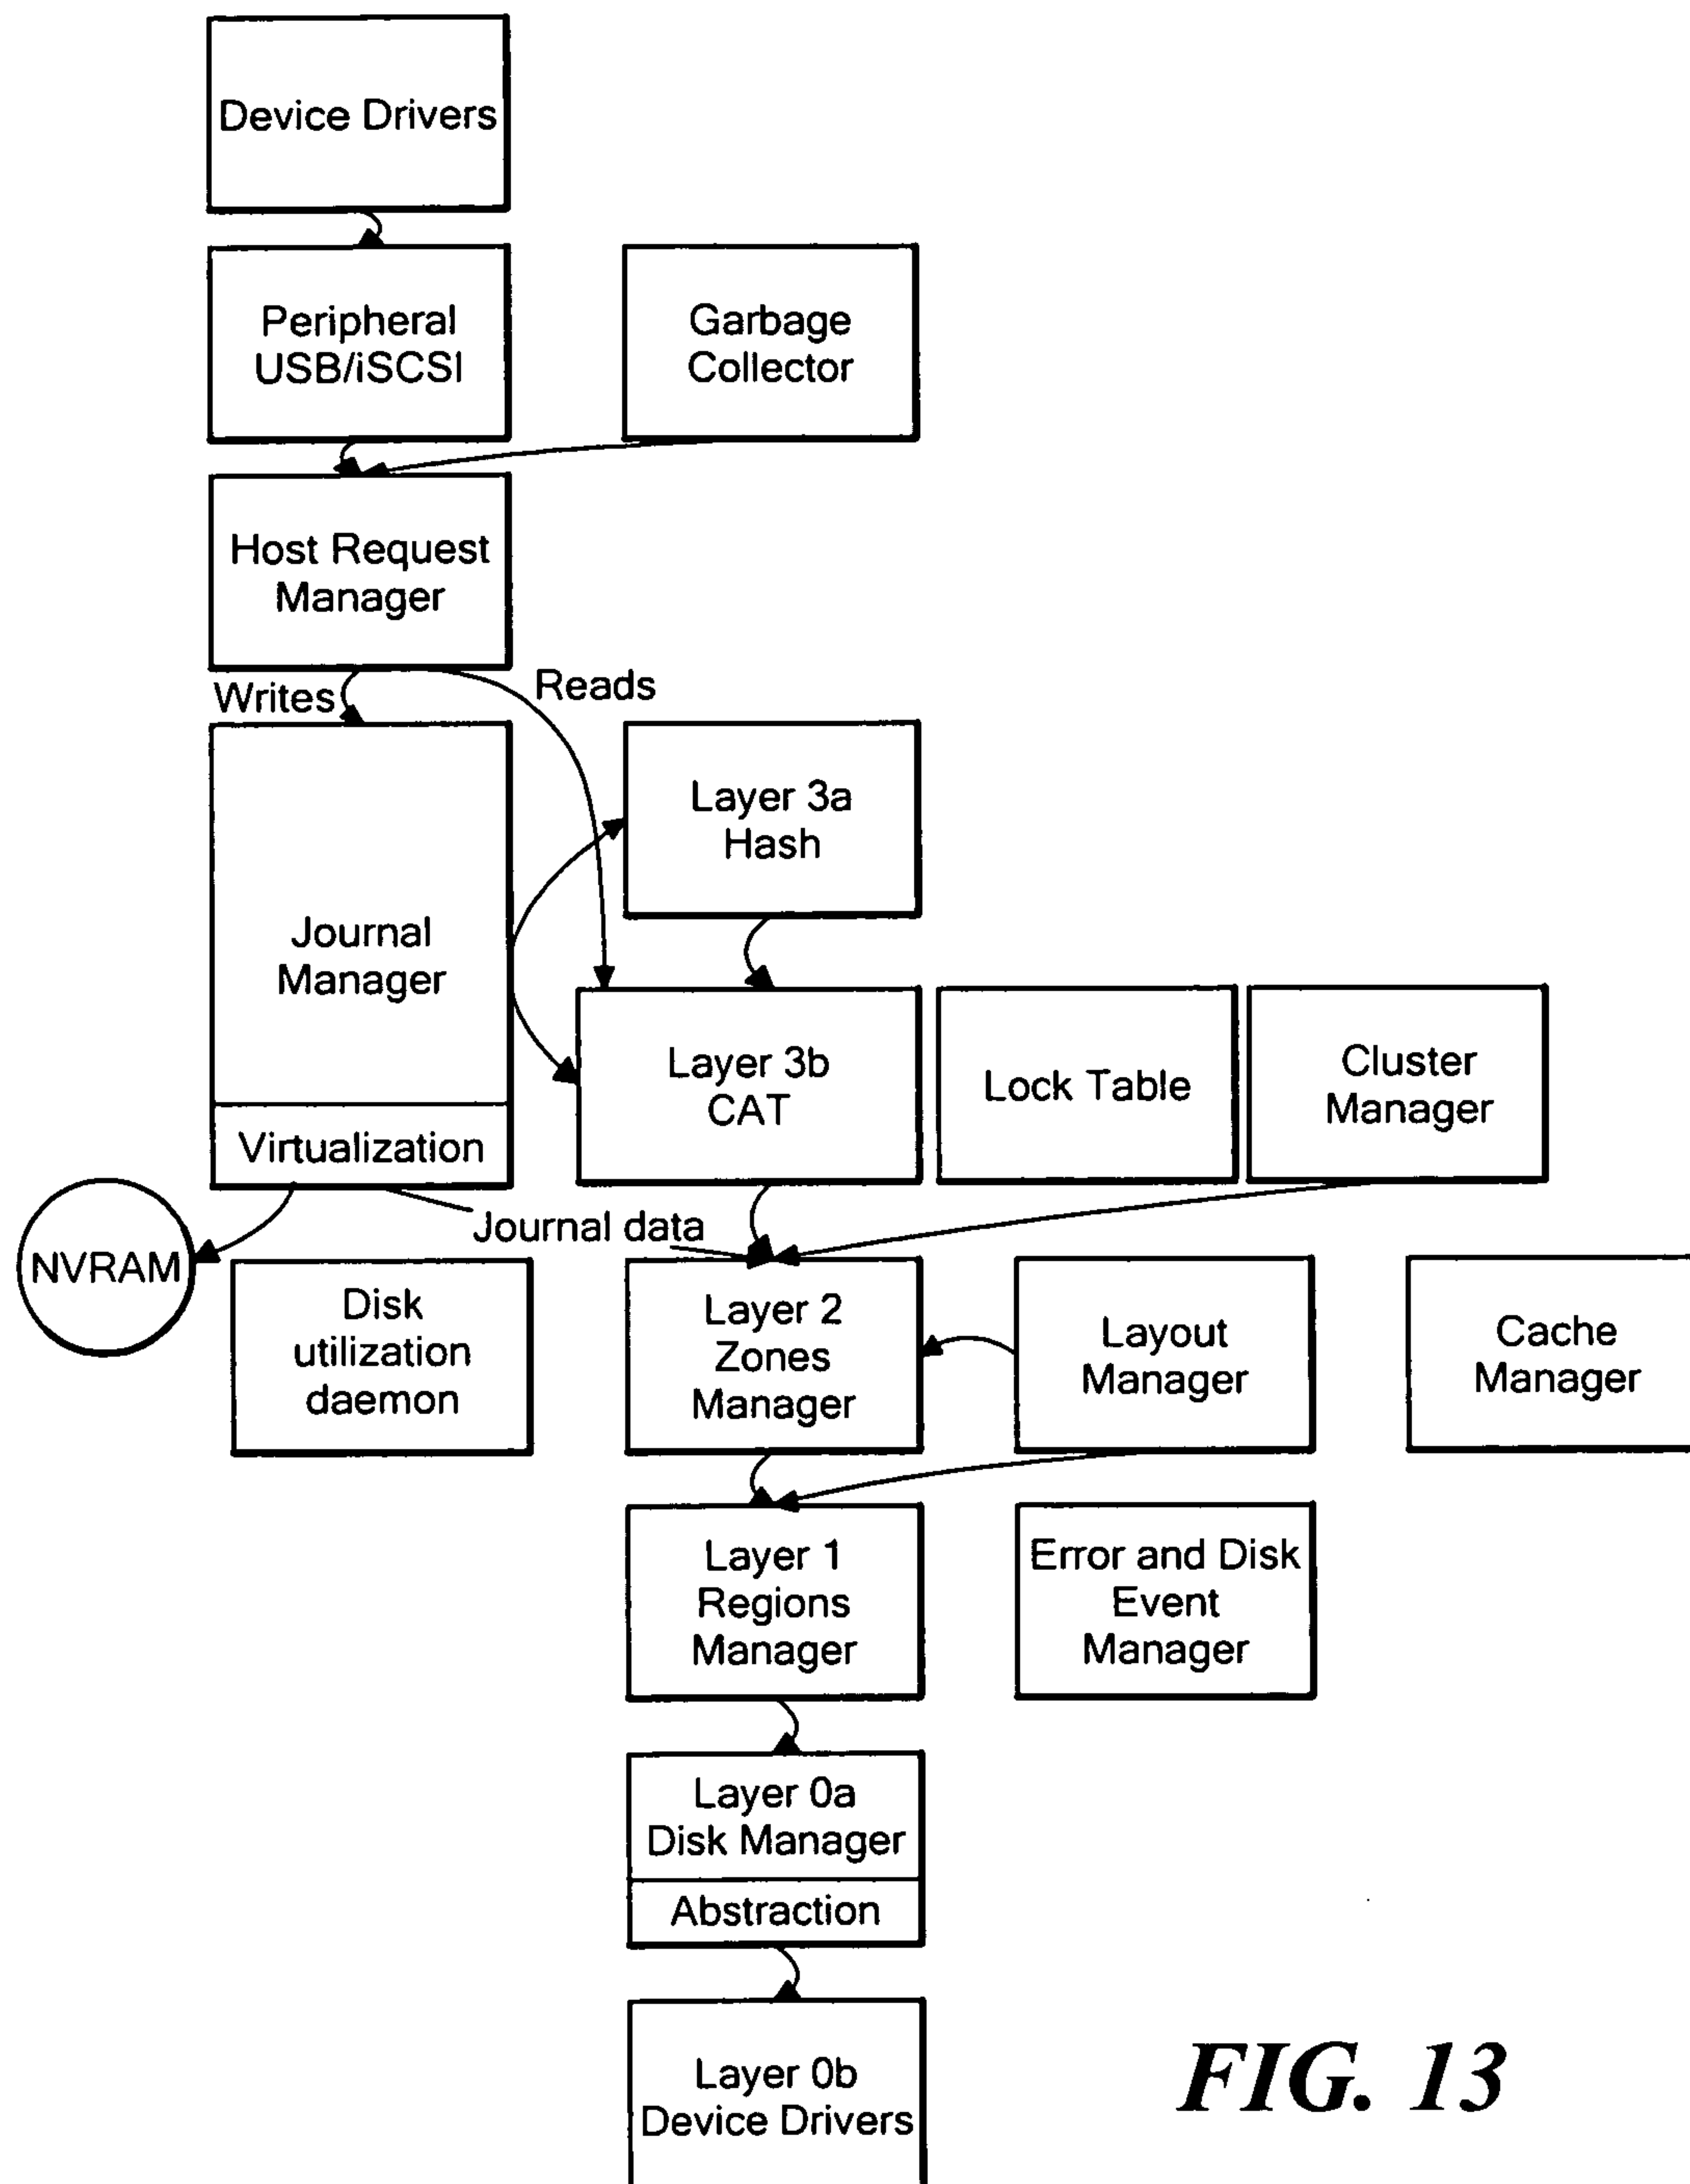 Device Drivers
Peripheral
USB/iSCSI
Garbage
Collector
Host Request
Manager
Writes
Reads
Layer 3a
Hash
Journal
Manager
Virtualization
Layer 3b
CAT
Lock Table
Cluster
Manager
Journal data
NVRAM
Disk
utilization
daemon
Layer 2
Zones
Manager
Layout
Manager
Cache
Manager
Layer 1
Regions
Manager
Error and Disk
Event
Manager
Layer 0a
Disk Manager
Abstraction
Layer 0b
Device Drivers
FIG. 13